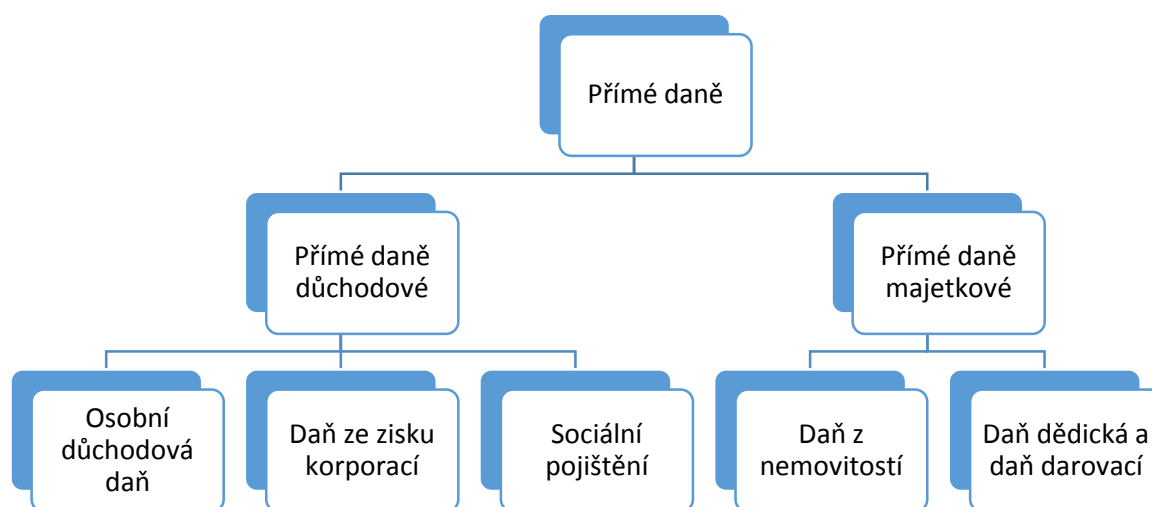 Přímé daně
Přímé daně
důchodové
Přímé daně
majetkové
Osobní
důchodová
daň
Daň ze zisku
korporací
Sociální
pojištění
Daň z
nemovitostí
Daň dědická a
daň darovací